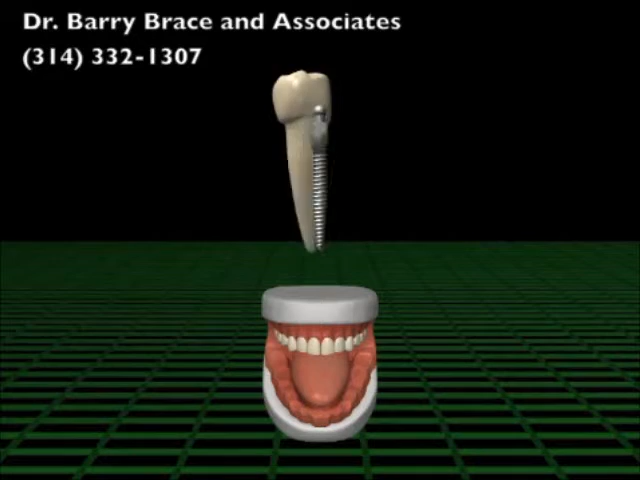 Dr. Barry Brace and Associates
(314) 332-1307